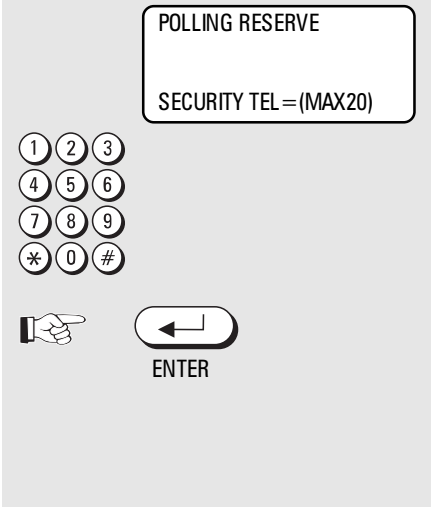 POLLING RESERVE
SECURITY TEL=(MAX20)
1 2 3
4 5 6
7 8 9
* 0 #
ENTER